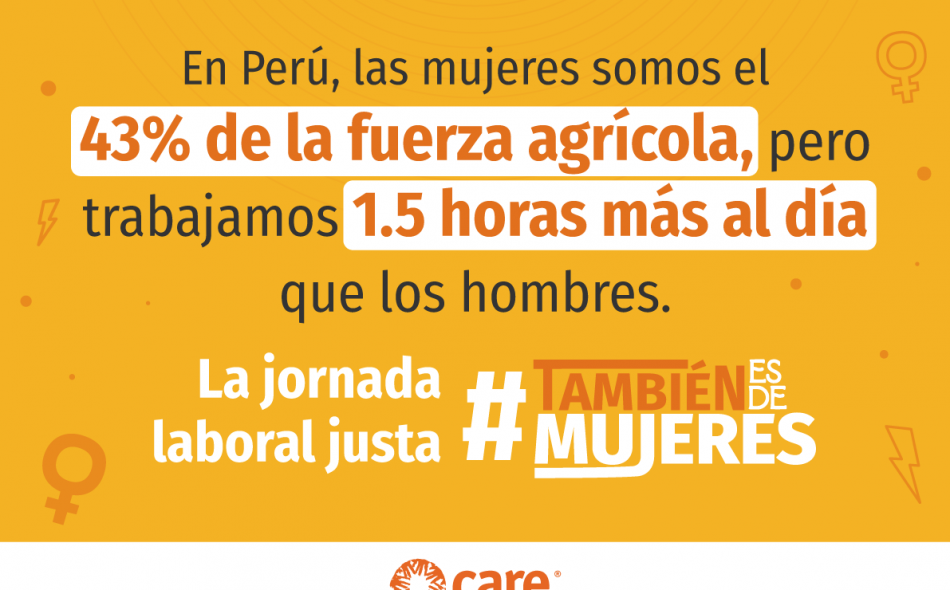 En Perú, las mujeres somos el
43% de la fuerza agrícola, pero
trabajamos 1.5 horas más al día
que los hombres.
La jornada
laboral justa
#TAMBIÉN ES DE
MUJERES
care®